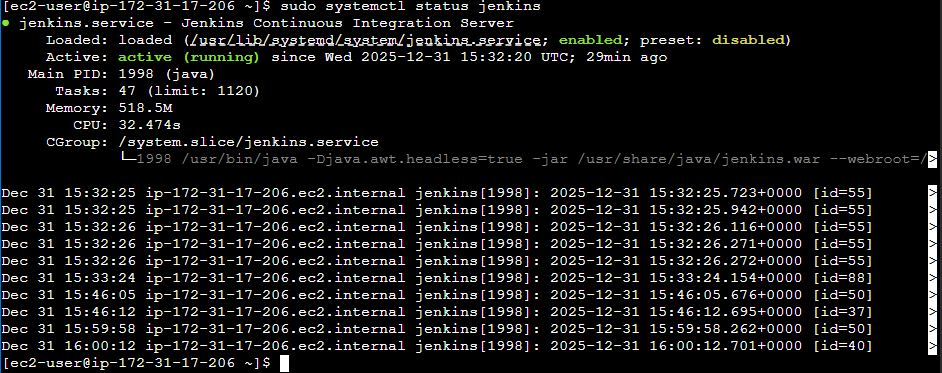 [ec2-user@ip-172-31-17-206 ~]$ sudo systemctl status jenkins
● jenkins.service - Jenkins Continuous Integration Server
     Loaded: loaded (/usr/lib/systemd/system/jenkins.service; enabled; preset: disabled)
     Active: active (running) since Wed 2025-12-31 15:32:20 UTC; 29min ago
   Main PID: 1998 (java)
      Tasks: 47 (limit: 1120)
     Memory: 518.5M
        CPU: 32.474s
     CGroup: /system.slice/jenkins.service
             └─1998 /usr/bin/java -Djava.awt.headless=true -jar /usr/share/java/jenkins.war --webroot=/>
Dec 31 15:32:25 ip-172-31-17-206.ec2.internal jenkins[1998]: 2025-12-31 15:32:25.723+0000 [id=55]      >
Dec 31 15:32:25 ip-172-31-17-206.ec2.internal jenkins[1998]: 2025-12-31 15:32:25.942+0000 [id=55]      >
Dec 31 15:32:26 ip-172-31-17-206.ec2.internal jenkins[1998]: 2025-12-31 15:32:26.116+0000 [id=55]      >
Dec 31 15:32:26 ip-172-31-17-206.ec2.internal jenkins[1998]: 2025-12-31 15:32:26.271+0000 [id=55]      >
Dec 31 15:32:26 ip-172-31-17-206.ec2.internal jenkins[1998]: 2025-12-31 15:32:26.272+0000 [id=55]      >
Dec 31 15:33:24 ip-172-31-17-206.ec2.internal jenkins[1998]: 2025-12-31 15:33:24.154+0000 [id=88]      >
Dec 31 15:46:05 ip-172-31-17-206.ec2.internal jenkins[1998]: 2025-12-31 15:46:05.676+0000 [id=50]      >
Dec 31 15:46:12 ip-172-31-17-206.ec2.internal jenkins[1998]: 2025-12-31 15:46:12.695+0000 [id=37]      >
Dec 31 15:59:58 ip-172-31-17-206.ec2.internal jenkins[1998]: 2025-12-31 15:59:58.262+0000 [id=50]      >
Dec 31 16:00:12 ip-172-31-17-206.ec2.internal jenkins[1998]: 2025-12-31 16:00:12.701+0000 [id=40]      >
[ec2-user@ip-172-31-17-206 ~]$